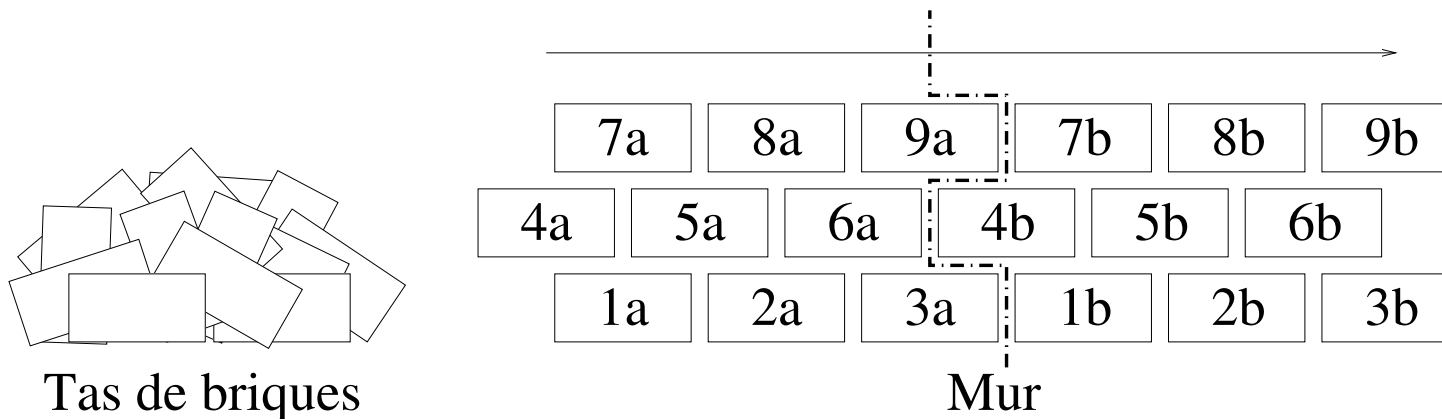 7a 8a 9a 7b 8b 9b
4a 5a 6a 4b 5b 6b
1a 2a 3a 1b 2b 3b
Tas de briques Mur